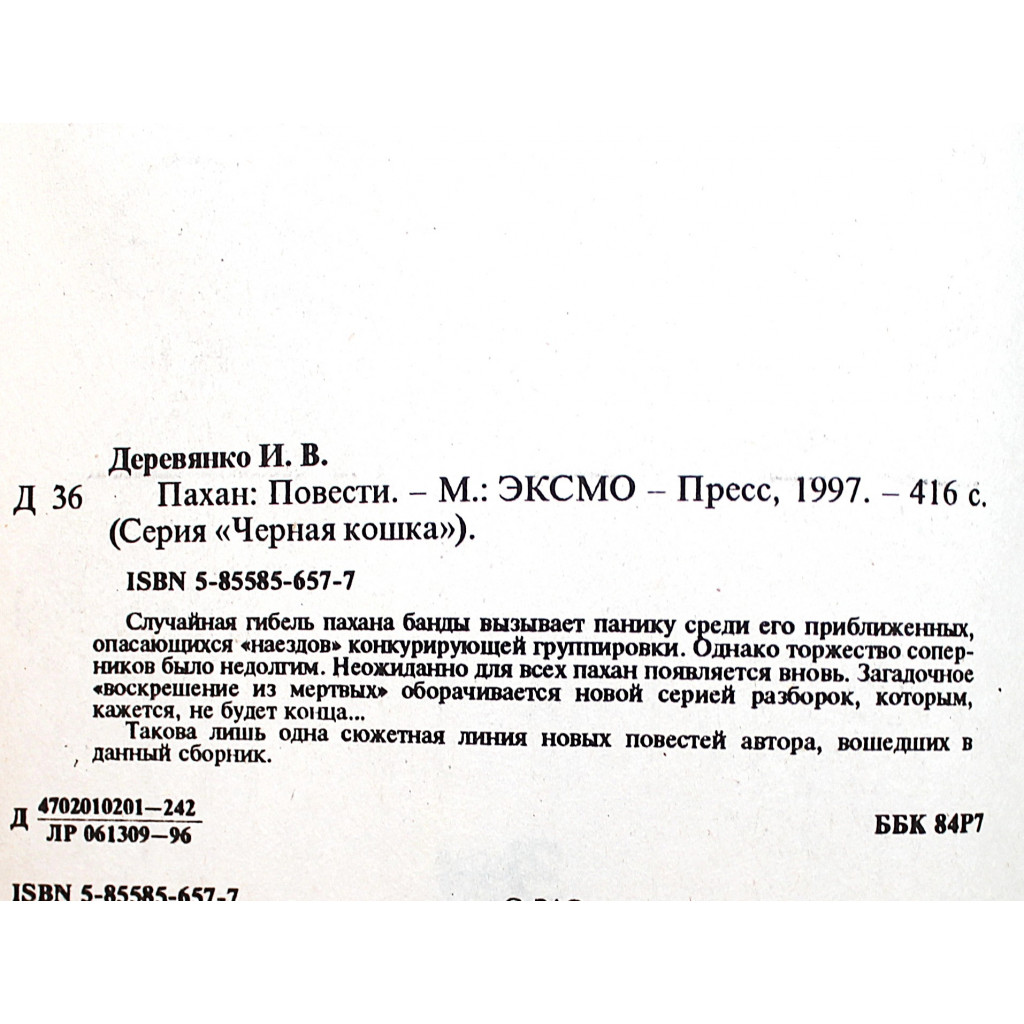 Деревянко И. В.
Д 36 Пахан: Повести. – М.: ЭКСМО – Пресс, 1997. – 416 с.
(Серия «Черная кошка»).
ISBN 5-85585-657-7
Случайная гибель пахана банды вызывает панику среди его приближенных,
опасающихся «наездов» конкурирующей группировки. Однако торжество сопер-
ников было недолгим. Неожиданно для всех пахан появляется вновь. Загадочное
«воскрешение из мертвых» оборачивается новой серией разборок, которым,
кажется, не будет конца...
Такова лишь одна сюжетная линия новых повестей автора, вошедших в
данный сборник.
Д 4702010201—242
ЛР 061309—96
ББК 84Р7
ISBN 5-85585-657-7